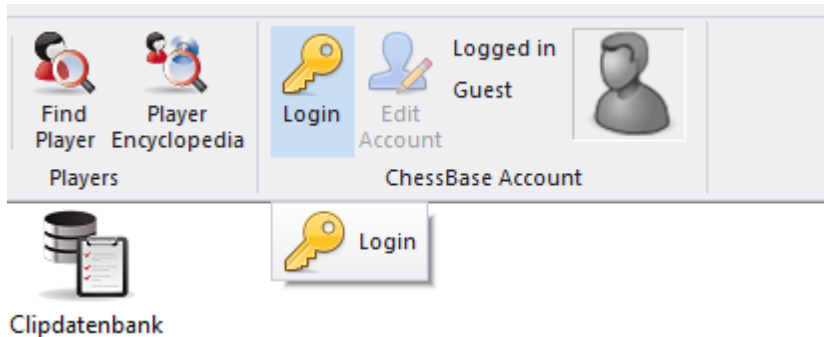 Find Player
Player Encyclopedia
Login
Edit Account
Logged in
Guest
Players
ChessBase Account
Login
Clipdatenbank